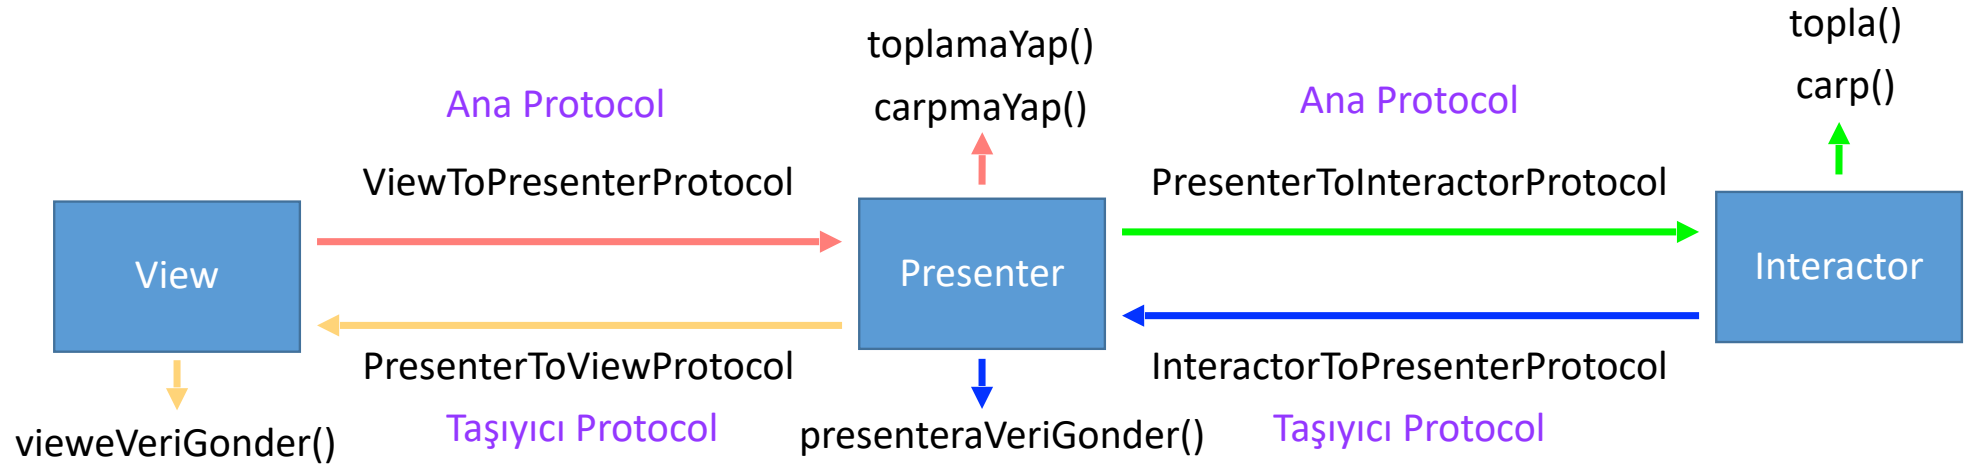 topla()
toplamaYap()
carp()
Ana Protocol
carpmaYap()
Ana Protocol
ViewToPresenterProtocol
PresenterToInteractorProtocol
View
Presenter
Interactor
PresenterToViewProtocol
InteractorToPresenterProtocol
vieweVeriGonder()
Taşıyıcı Protocol
presenteraVeriGonder()
Taşıyıcı Protocol